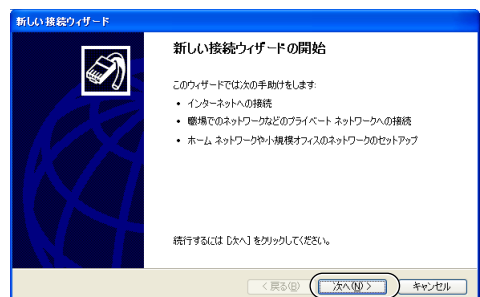 新しい接続ウィザード
新しい接続ウィザードの開始
このウィザードでは次の手助けをします:
• インターネットへの接続
• 職場でのネットワークなどのプライベート ネットワークへの接続
• ホーム ネットワークや小規模オフィスのネットワークのセットアップ
続行するには [次へ] をクリックしてください。
< 戻る(B) 次へ(N) > キャンセル